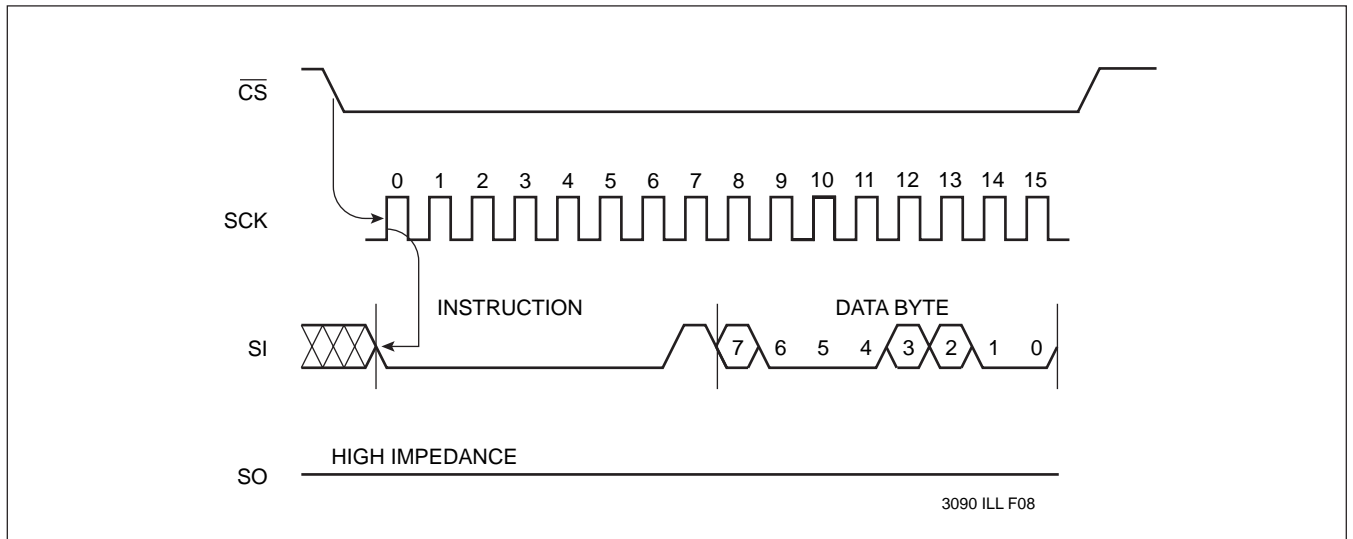 CS
0 1 2 3 4 5 6 7 8 9 10 11 12 13 14 15
SCK
INSTRUCTION DATA BYTE
SI 7 6 5 4 3 2 1 0
HIGH IMPEDANCE
SO
3090 ILL F08